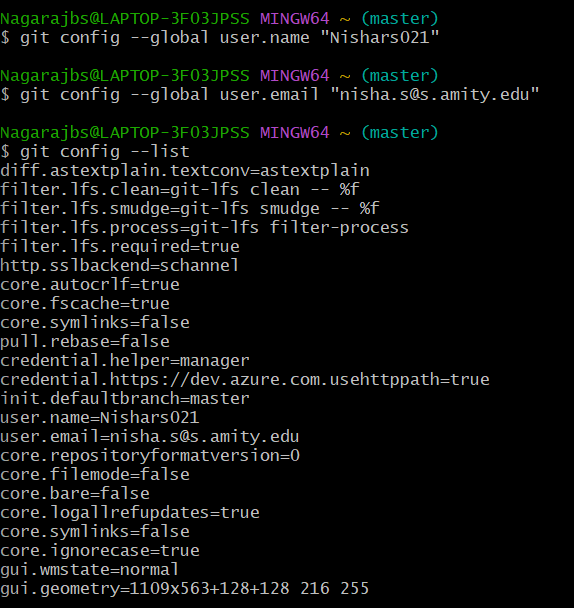 Nagarajbs@LAPTOP-3FO3JPSS MINGW64 ~ (master)
$ git config --global user.name "Nishars021"
Nagarajbs@LAPTOP-3FO3JPSS MINGW64 ~ (master)
$ git config --global user.email "nisha.s@s.amity.edu"
Nagarajbs@LAPTOP-3FO3JPSS MINGW64 ~ (master)
$ git config --list
diff.astextplain.textconv=astextplain
filter.lfs.clean=git-lfs clean -- %f
filter.lfs.smudge=git-lfs smudge -- %f
filter.lfs.process=git-lfs filter-process
filter.lfs.required=true
http.sslbackend=schannel
core.autocrlf=true
core.fscache=true
core.symlinks=false
pull.rebase=false
credential.helper=manager
credential.https://dev.azure.com.usehttppath=true
init.defaultbranch=master
user.name=Nishars021
user.email=nisha.s@s.amity.edu
core.repositoryformatversion=0
core.filemode=false
core.bare=false
core.logallrefupdates=true
core.symlinks=false
core.ignorecase=true
gui.wmstate=normal
gui.geometry=1109x563+128+128 216 255